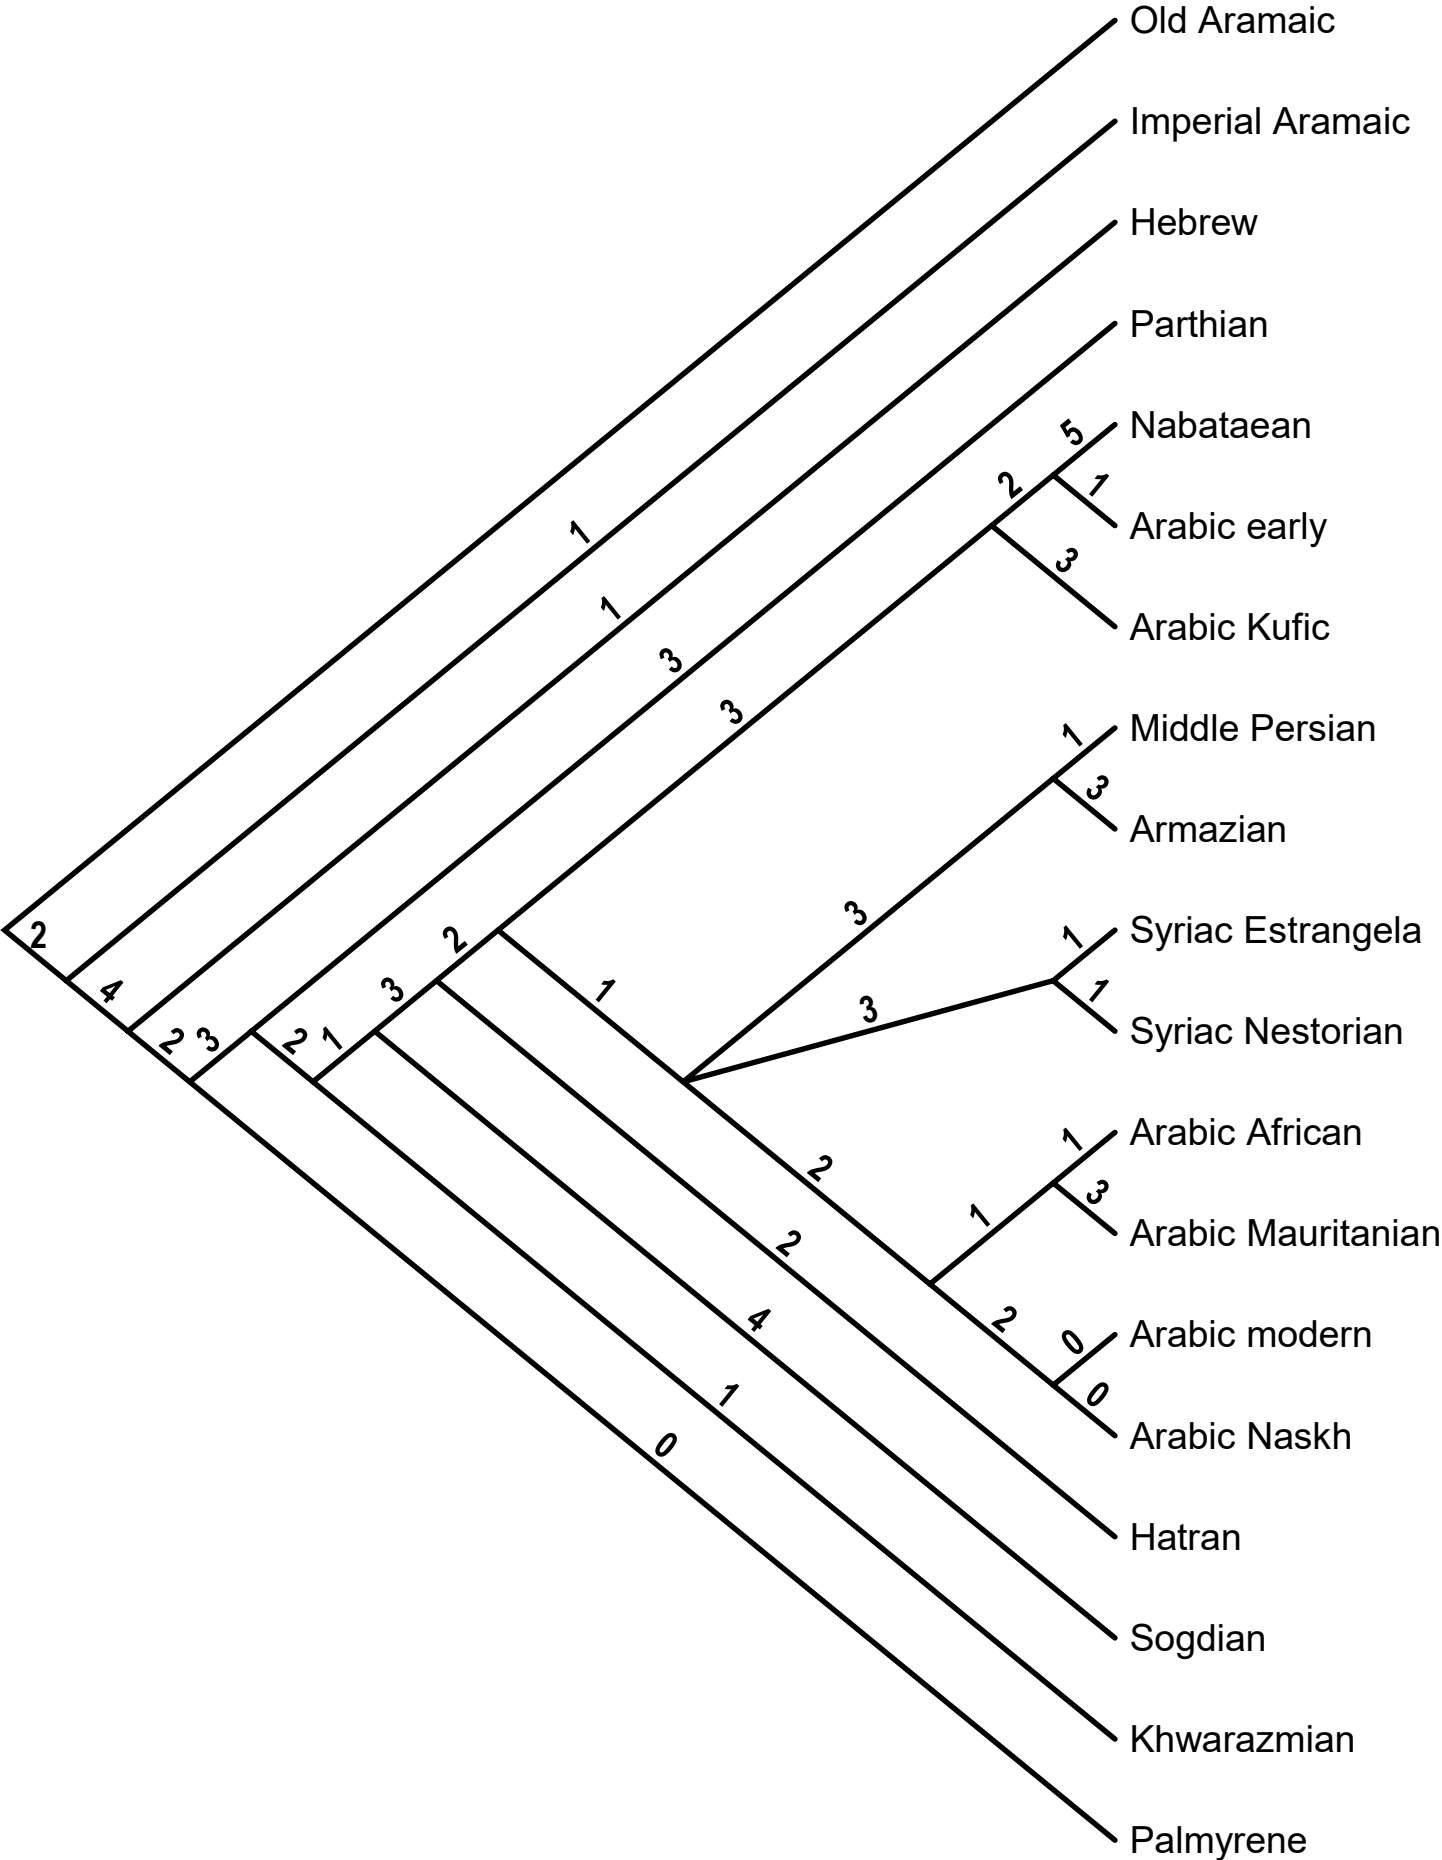 Old Aramaic
Imperial Aramaic
Hebrew
Parthian
5 Nabataean
2 1
Arabic early
1
3
Arabic Kufic
1
3
3
1 Middle Persian
3
Armazian
3
2
2
1 Syriac Estrangela
4
3
1
3
1
Syriac Nestorian
2 3
2 1
1 Arabic African
2
1
3
Arabic Mauritanian
2
2
0 Arabic modern
4
1
0
Arabic Naskh
0
Hatran
Sogdian
Khwarazmian
Palmyrene